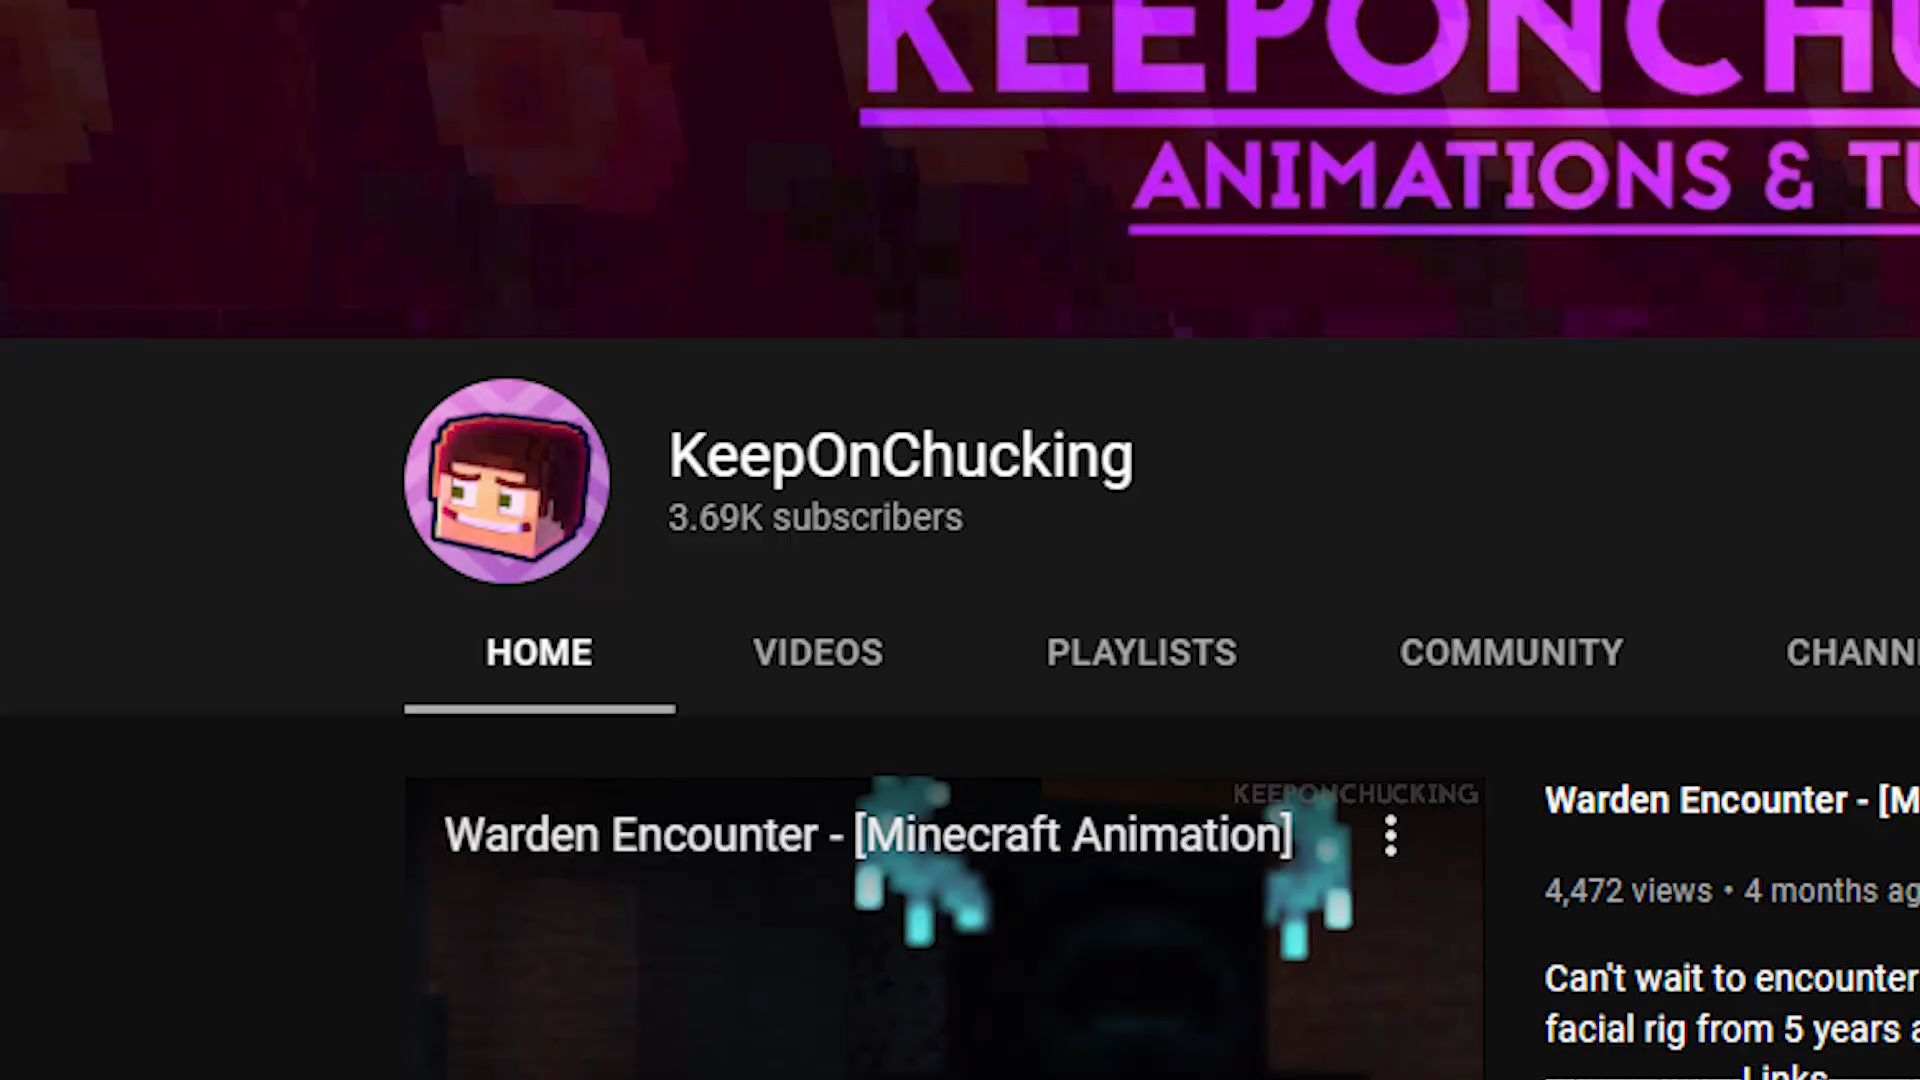 KEEPONCHU
ANIMATIONS & TU
KeepOnChucking
3.69K subscribers
HOME
VIDEOS
PLAYLISTS
COMMUNITY
CHANN
KEEPONCHUCKING
Warden Encounter - [Minecraft Animation]
Warden Encounter - [M
4,472 views • 4 months ag
Can't wait to encounter
facial rig from 5 years a
Links